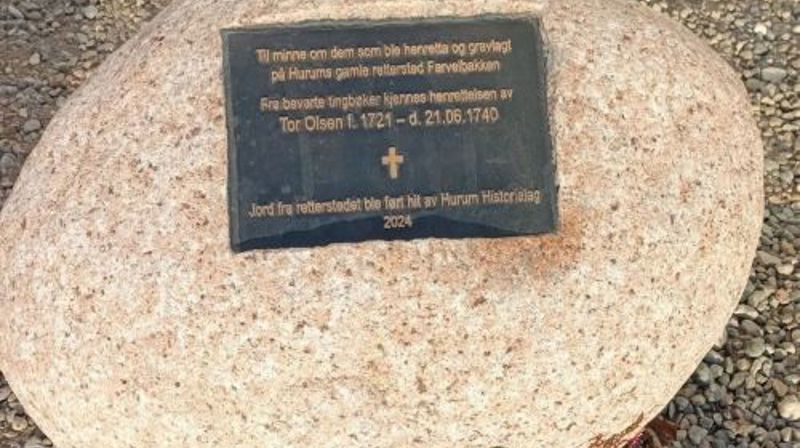 Til minne om dem som ble henretta og gravlagt
på Hurums gamle rettersted Farvelbakken
Fra bevarte tingbøker kjennes henrettelsen av
Tor Olsen f. 1721 – d. 21.06.1740
Jord fra retterstedet ble ført hit av Hurum Historielag
2024